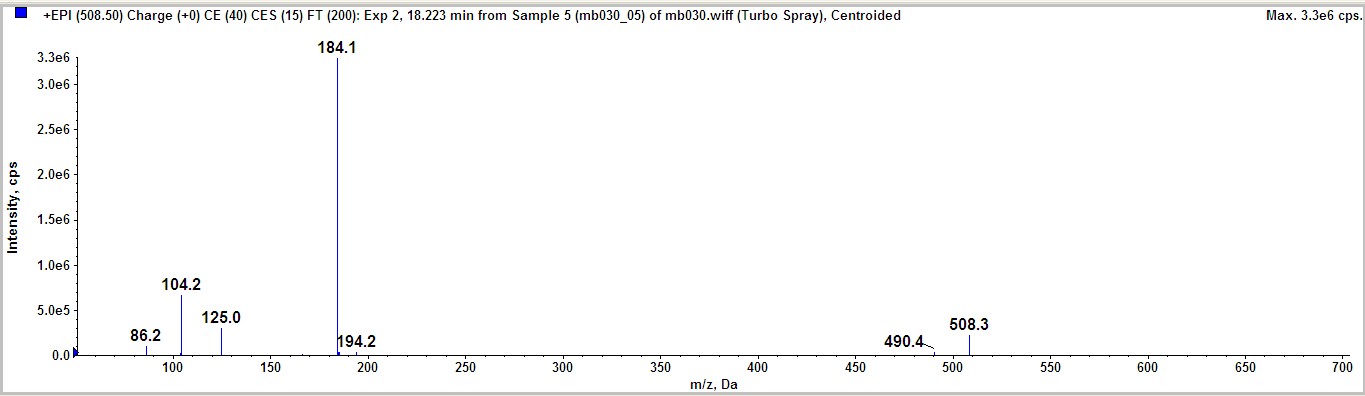 +EPI (508.50) Charge (+0) CE (40) CES (15) FT (200): Exp 2, 18.223 min from Sample 5 (mb030_05) of mb030.wiff (Turbo Spray), Centroided Max. 3.3e6 cps.
184.1
3.3e6
3.0e6
2.5e6
2.0e6
1.5e6
1.0e6
5.0e5
0.0
Intensity, cps
86.2
104.2
125.0
194.2
490.4
508.3
100 150 200 250 300 350 400 450 500 550 600 650 700
m/z, Da